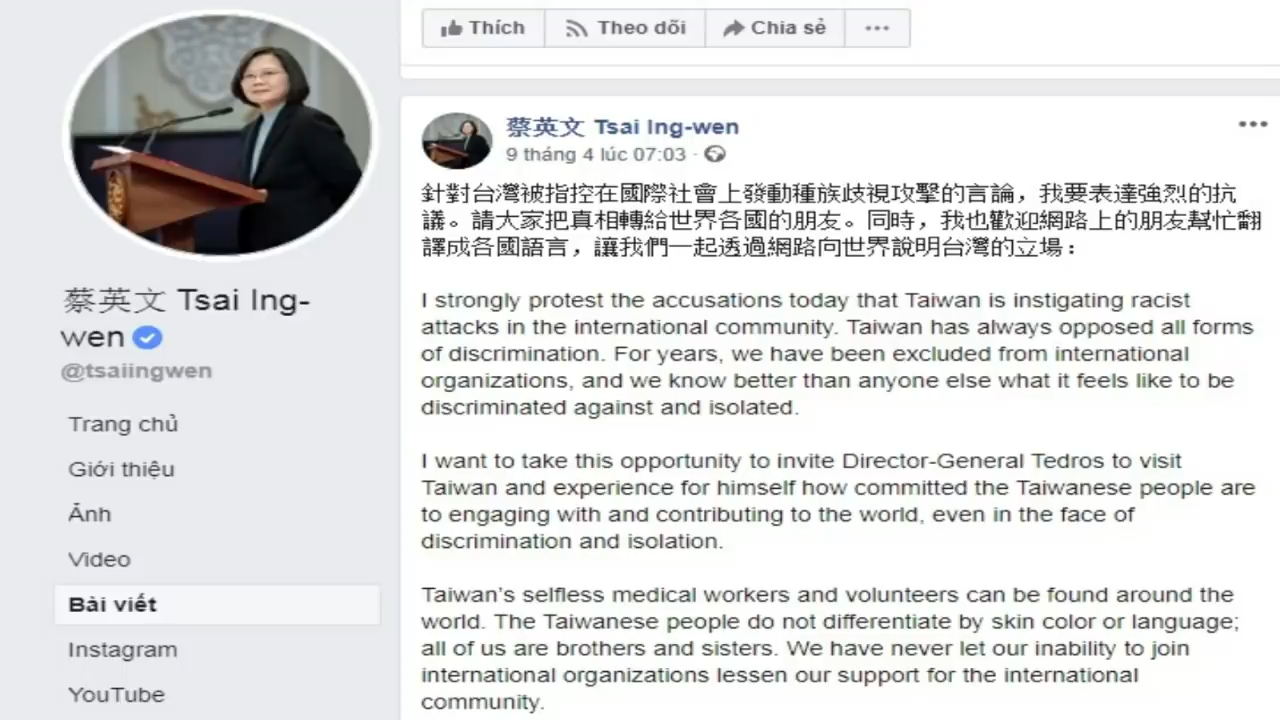 Thích
Theo dõi
Chia sẻ
蔡英文 Tsai Ing-wen
@tsaiingwen
Trang chủ
Giới thiệu
Ảnh
Video
Bài viết
Instagram
YouTube
蔡英文 Tsai Ing-wen
9 tháng 4 lúc 07:03 ·
針對台灣被指控在國際社會上發動種族歧視攻擊的言論，我要表達強烈的抗
議。請大家把真相轉給世界各國的朋友。同時，我也歡迎網路上的朋友幫忙翻
譯成各國語言，讓我們一起透過網路向世界說明台灣的立場：
I strongly protest the accusations today that Taiwan is instigating racist
attacks in the international community. Taiwan has always opposed all forms
of discrimination. For years, we have been excluded from international
organizations, and we know better than anyone else what it feels like to be
discriminated against and isolated.
I want to take this opportunity to invite Director-General Tedros to visit
Taiwan and experience for himself how committed the Taiwanese people are
to engaging with and contributing to the world, even in the face of
discrimination and isolation.
Taiwan's selfless medical workers and volunteers can be found around the
world. The Taiwanese people do not differentiate by skin color or language;
all of us are brothers and sisters. We have never let our inability to join
international organizations lessen our support for the international
community.